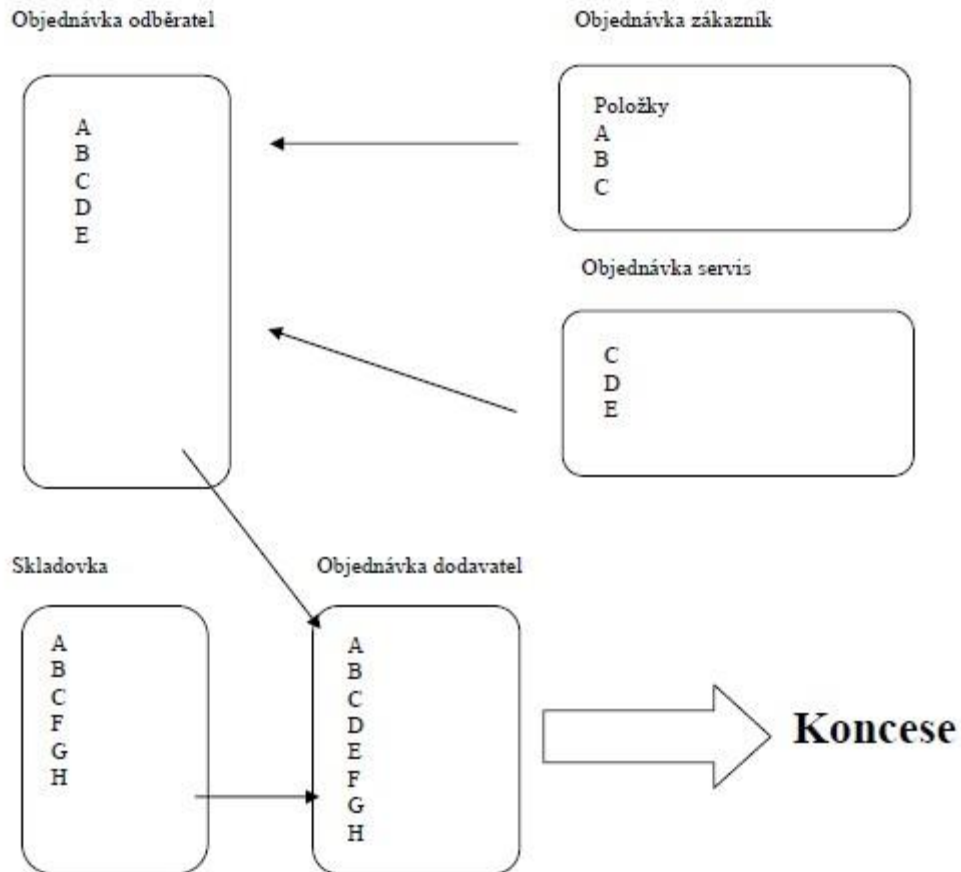 Objednávka odběratel
A
B
C
D
E
Objednávka zákazník
Položky
A
B
C
Objednávka servis
C
D
E
Skladovka
A
B
C
F
G
H
Objednávka dodavatel
A
B
C
D
E
F
G
H
Koncese